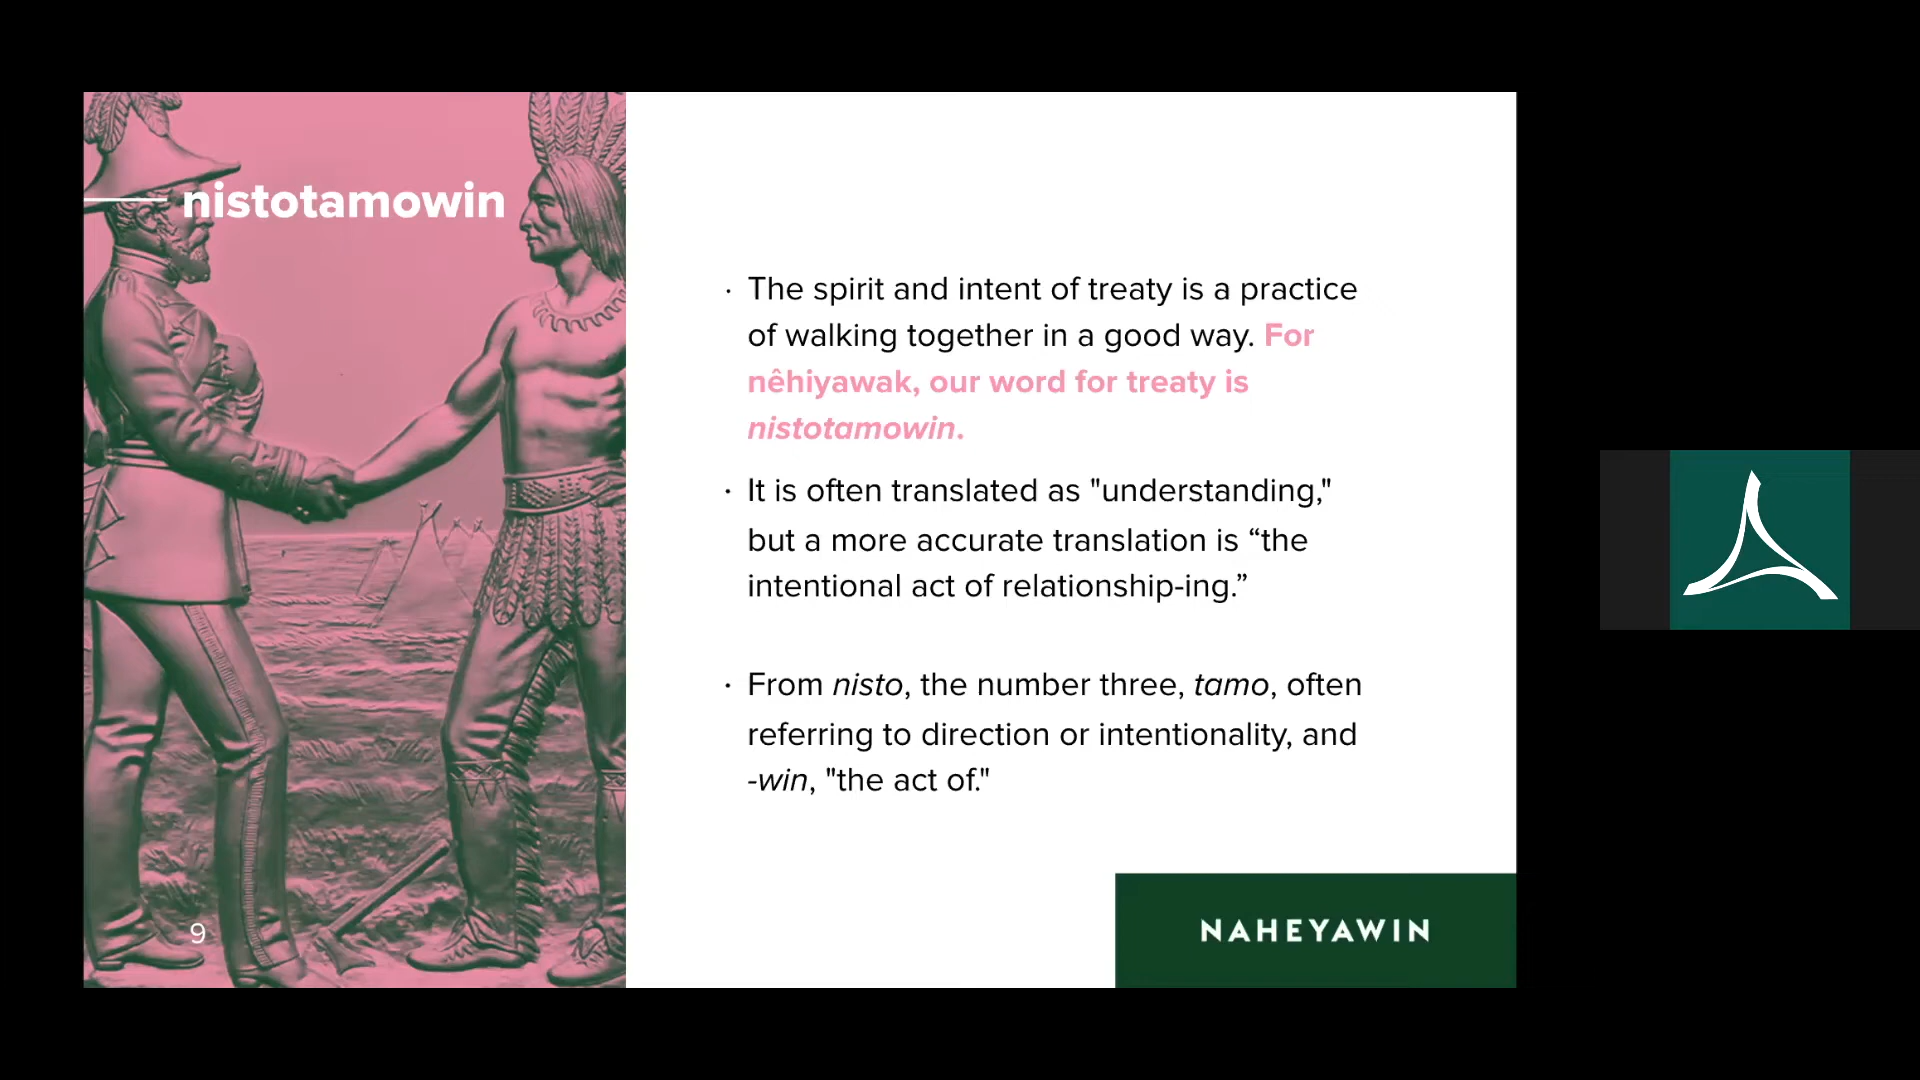 nistotamowin
· The spirit and intent of treaty is a practice
of walking together in a good way. For
nêhiyawak, our word for treaty is
nistotamowin.
· It is often translated as "understanding,"
but a more accurate translation is “the
intentional act of relationship-ing.”
· From nisto, the number three, tamo, often
referring to direction or intentionality, and
-win, "the act of."
9
NAHEYAWIN